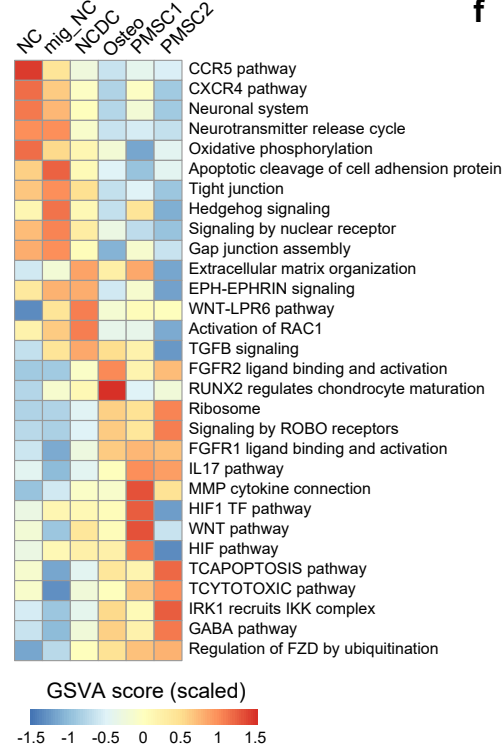 f
NC mig_NC NCDC Osteo PMSC1 PMSC2
CCR5 pathway
CXCR4 pathway
Neuronal system
Neurotransmitter release cycle
Oxidative phosphorylation
Apoptotic cleavage of cell adhension protein
Tight junction
Hedgehog signaling
Signaling by nuclear receptor
Gap junction assembly
Extracellular matrix organization
EPH-EPHRIN signaling
WNT-LPR6 pathway
Activation of RAC1
TGFB signaling
FGFR2 ligand binding and activation
RUNX2 regulates chondrocyte maturation
Ribosome
Signaling by ROBO receptors
FGFR1 ligand binding and activation
IL17 pathway
MMP cytokine connection
HIF1 TF pathway
WNT pathway
HIF pathway
TCAPOPTOSIS pathway
TCYTOTOXIC pathway
IRK1 recruits IKK complex
GABA pathway
Regulation of FZD by ubiquitination
GSVA score (scaled)
-1.5 -1 -0.5 0 0.5 1 1.5